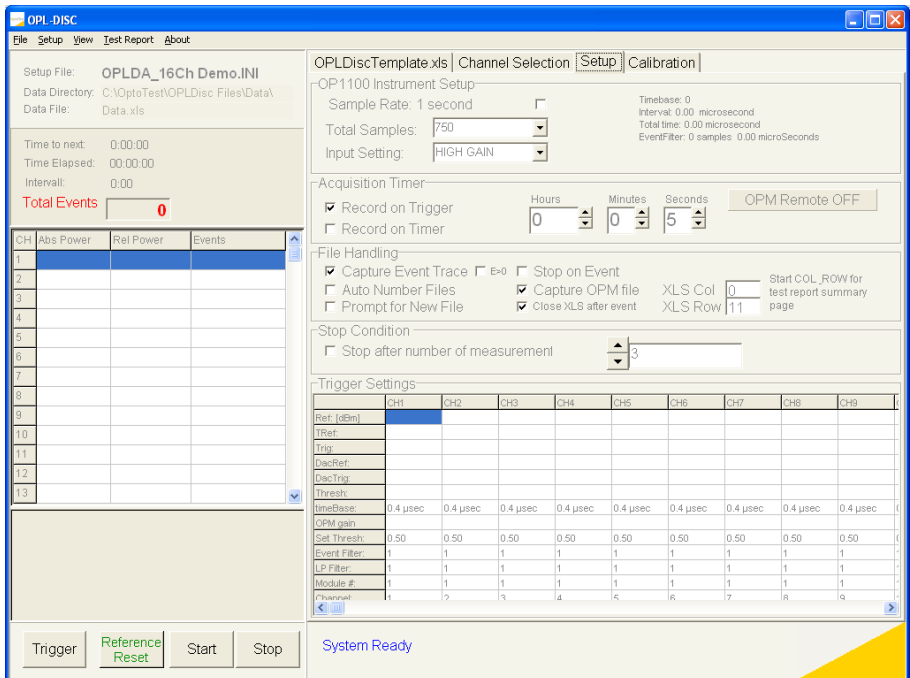 OPL-DISC
File Setup View Test Report About
Setup File: OPLDA_16Ch Demo.INI
Data Directory: C:\OptoTest\OPLDisc Files\Data\
Data File: Data.xls
Time to next: 0:00:00
Time Elapsed: 00:00:00
Intervall: 0:00
Total Events 0
CH Abs Power Rel Power Events
1
2
3
4
5
6
7
8
9
10
11
12
13
Trigger Reference Reset Start Stop
OPLDiscTemplate.xls Channel Selection Setup Calibration
OP1100 Instrument Setup
Sample Rate: 1 second
Total Samples: 750
Input Setting: HIGH GAIN
Timebase: 0
Interval: 0.00 microsecond
Total time: 0.00 microsecond
EventFilter: 0 samples 0.00 microSeconds
Acquisition Timer
Record on Trigger
Record on Timer
Hours Minutes Seconds
0 0 5
OPM Remote OFF
File Handling
Capture Event Trace E>0 Stop on Event
Auto Number Files Capture OPM file XLS Col 0
Prompt for New File Close XLS after event XLS Row 11
Start COL_ROW for
test report summary
page
Stop Condition
Stop after number of measurement 3
Trigger Settings
CH1 CH2 CH3 CH4 CH5 CH6 CH7 CH8 CH9
Ref: [dBm]
TRef:
Trig:
DacRef:
DacTrig:
Thresh:
timeBase: 0.4 µsec 0.4 µsec 0.4 µsec 0.4 µsec 0.4 µsec 0.4 µsec 0.4 µsec 0.4 µsec 0.4 µsec
OPM gain
Set Thresh: 0.50 0.50 0.50 0.50 0.50 0.50 0.50 0.50 0.50
Event Filter: 1 1 1 1 1 1 1 1 1
LP Filter: 1 1 1 1 1 1 1 1 1
Module #: 1 1 1 1 1 1 1 1 1
Channel: 1 2 3 4 5 6 7 8 9
System Ready